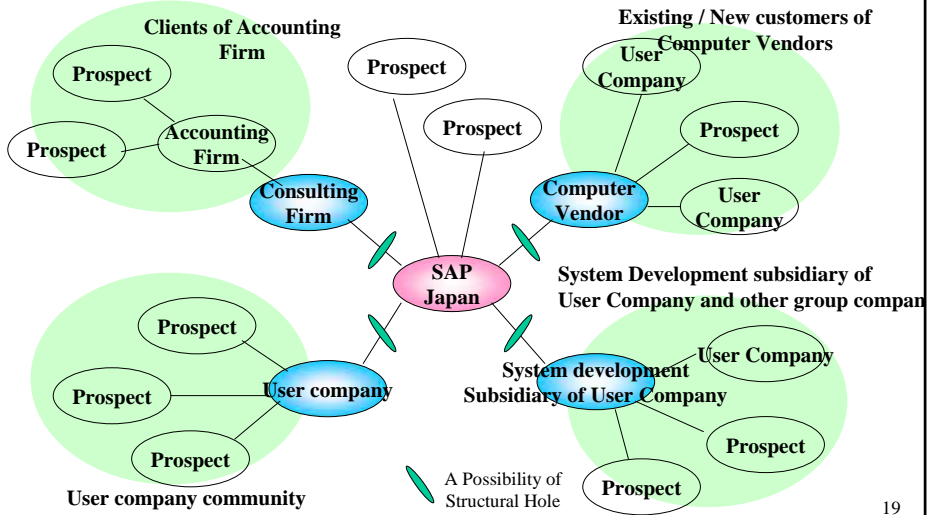 Clients of Accounting
Firm
Prospect
Prospect
Accounting
Firm
Consulting
Firm
Prospect
Prospect
Existing / New customers of
Computer Vendors
User
Company
Prospect
User
Company
Computer
Vendor
SAP
Japan
System Development subsidiary of
User Company and other group compan
Prospect
Prospect
Prospect
User company
User company community
System development
Subsidiary of User Company
User Company
Prospect
Prospect
A Possibility of
Structural Hole
19